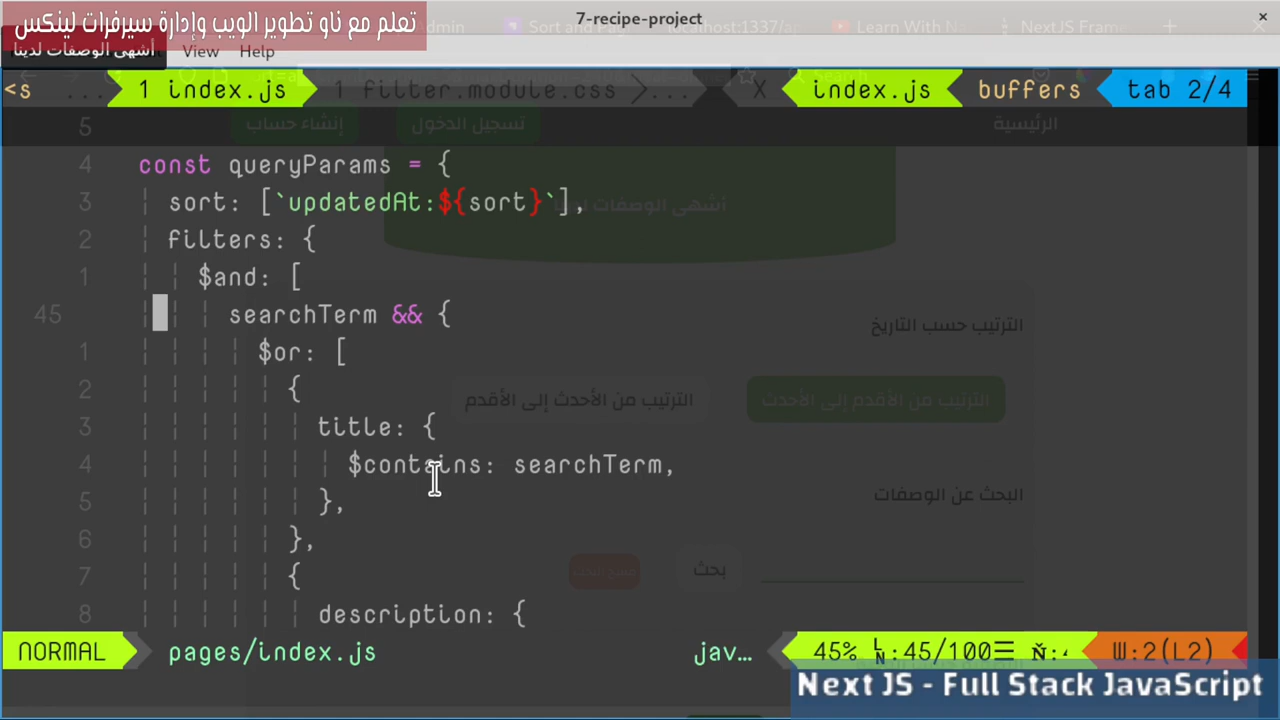 7-recipe-project
تعلم مع ناو تطوير الويب وإدارة سيرفرات لينكس
أشهى الوصفات لدينا
View Help
Sort and Pag
localhost:1337/a
Learn With N
NextJS Fram
<s ... 1 index.js 1 filter.module.css ... X index.js buffers tab 2/4
الرئيسية
تسجيل الدخول
إنشاء حساب
5
4 const queryParams = {
3 sort: [`updatedAt:${sort}`],
2 filters: {
1 $and: [
45 searchTerm && {
1 $or: [
2 {
3 title: {
4 $contains: searchTerm,
5 },
6 },
7 {
8 description: {
الترتيب حسب التاريخ
الترتيب من الأقدم إلى الأحدث
الترتيب من الأحدث إلى الأقدم
البحث عن الوصفات
بحث
NORMAL pages/index.js jav… 45% LN:45/100☰ Ň: W:2(L2)
Next JS - Full Stack JavaScript